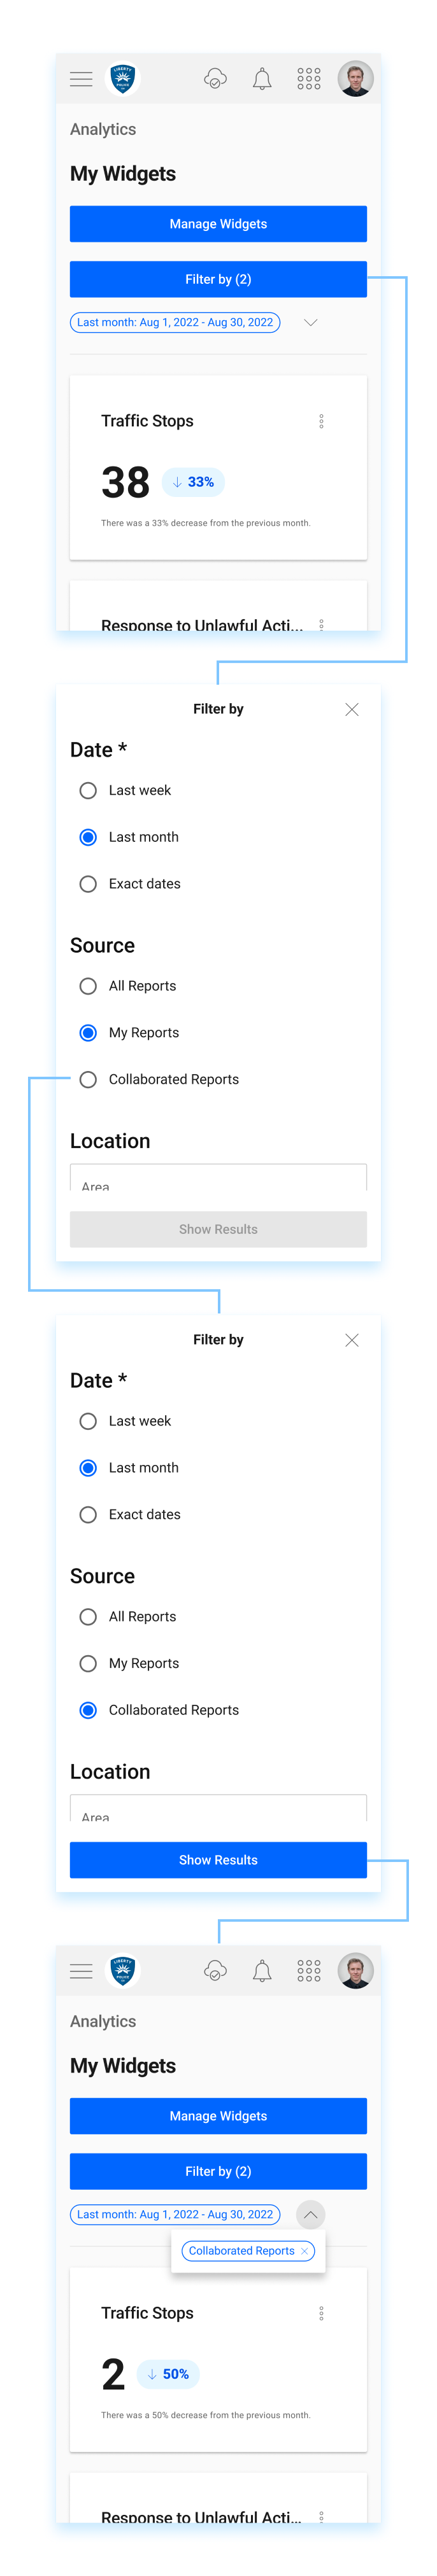 LIBERTY
POLICE
Analytics
My Widgets
Manage Widgets
Filter by (2)
Last month: Aug 1, 2022 - Aug 30, 2022
Traffic Stops
38 ↓ 33%
There was a 33% decrease from the previous month.
Response to Unlawful Acti...
Filter by
Date *
Last week
Last month
Exact dates
Source
All Reports
My Reports
Collaborated Reports
Location
Area
Show Results
Filter by
Date *
Last week
Last month
Exact dates
Source
All Reports
My Reports
Collaborated Reports
Location
Area
Show Results
LIBERTY
POLICE
Analytics
My Widgets
Manage Widgets
Filter by (2)
Last month: Aug 1, 2022 - Aug 30, 2022
Collaborated Reports
Traffic Stops
2 ↓ 50%
There was a 50% decrease from the previous month.
Response to Unlawful Acti...